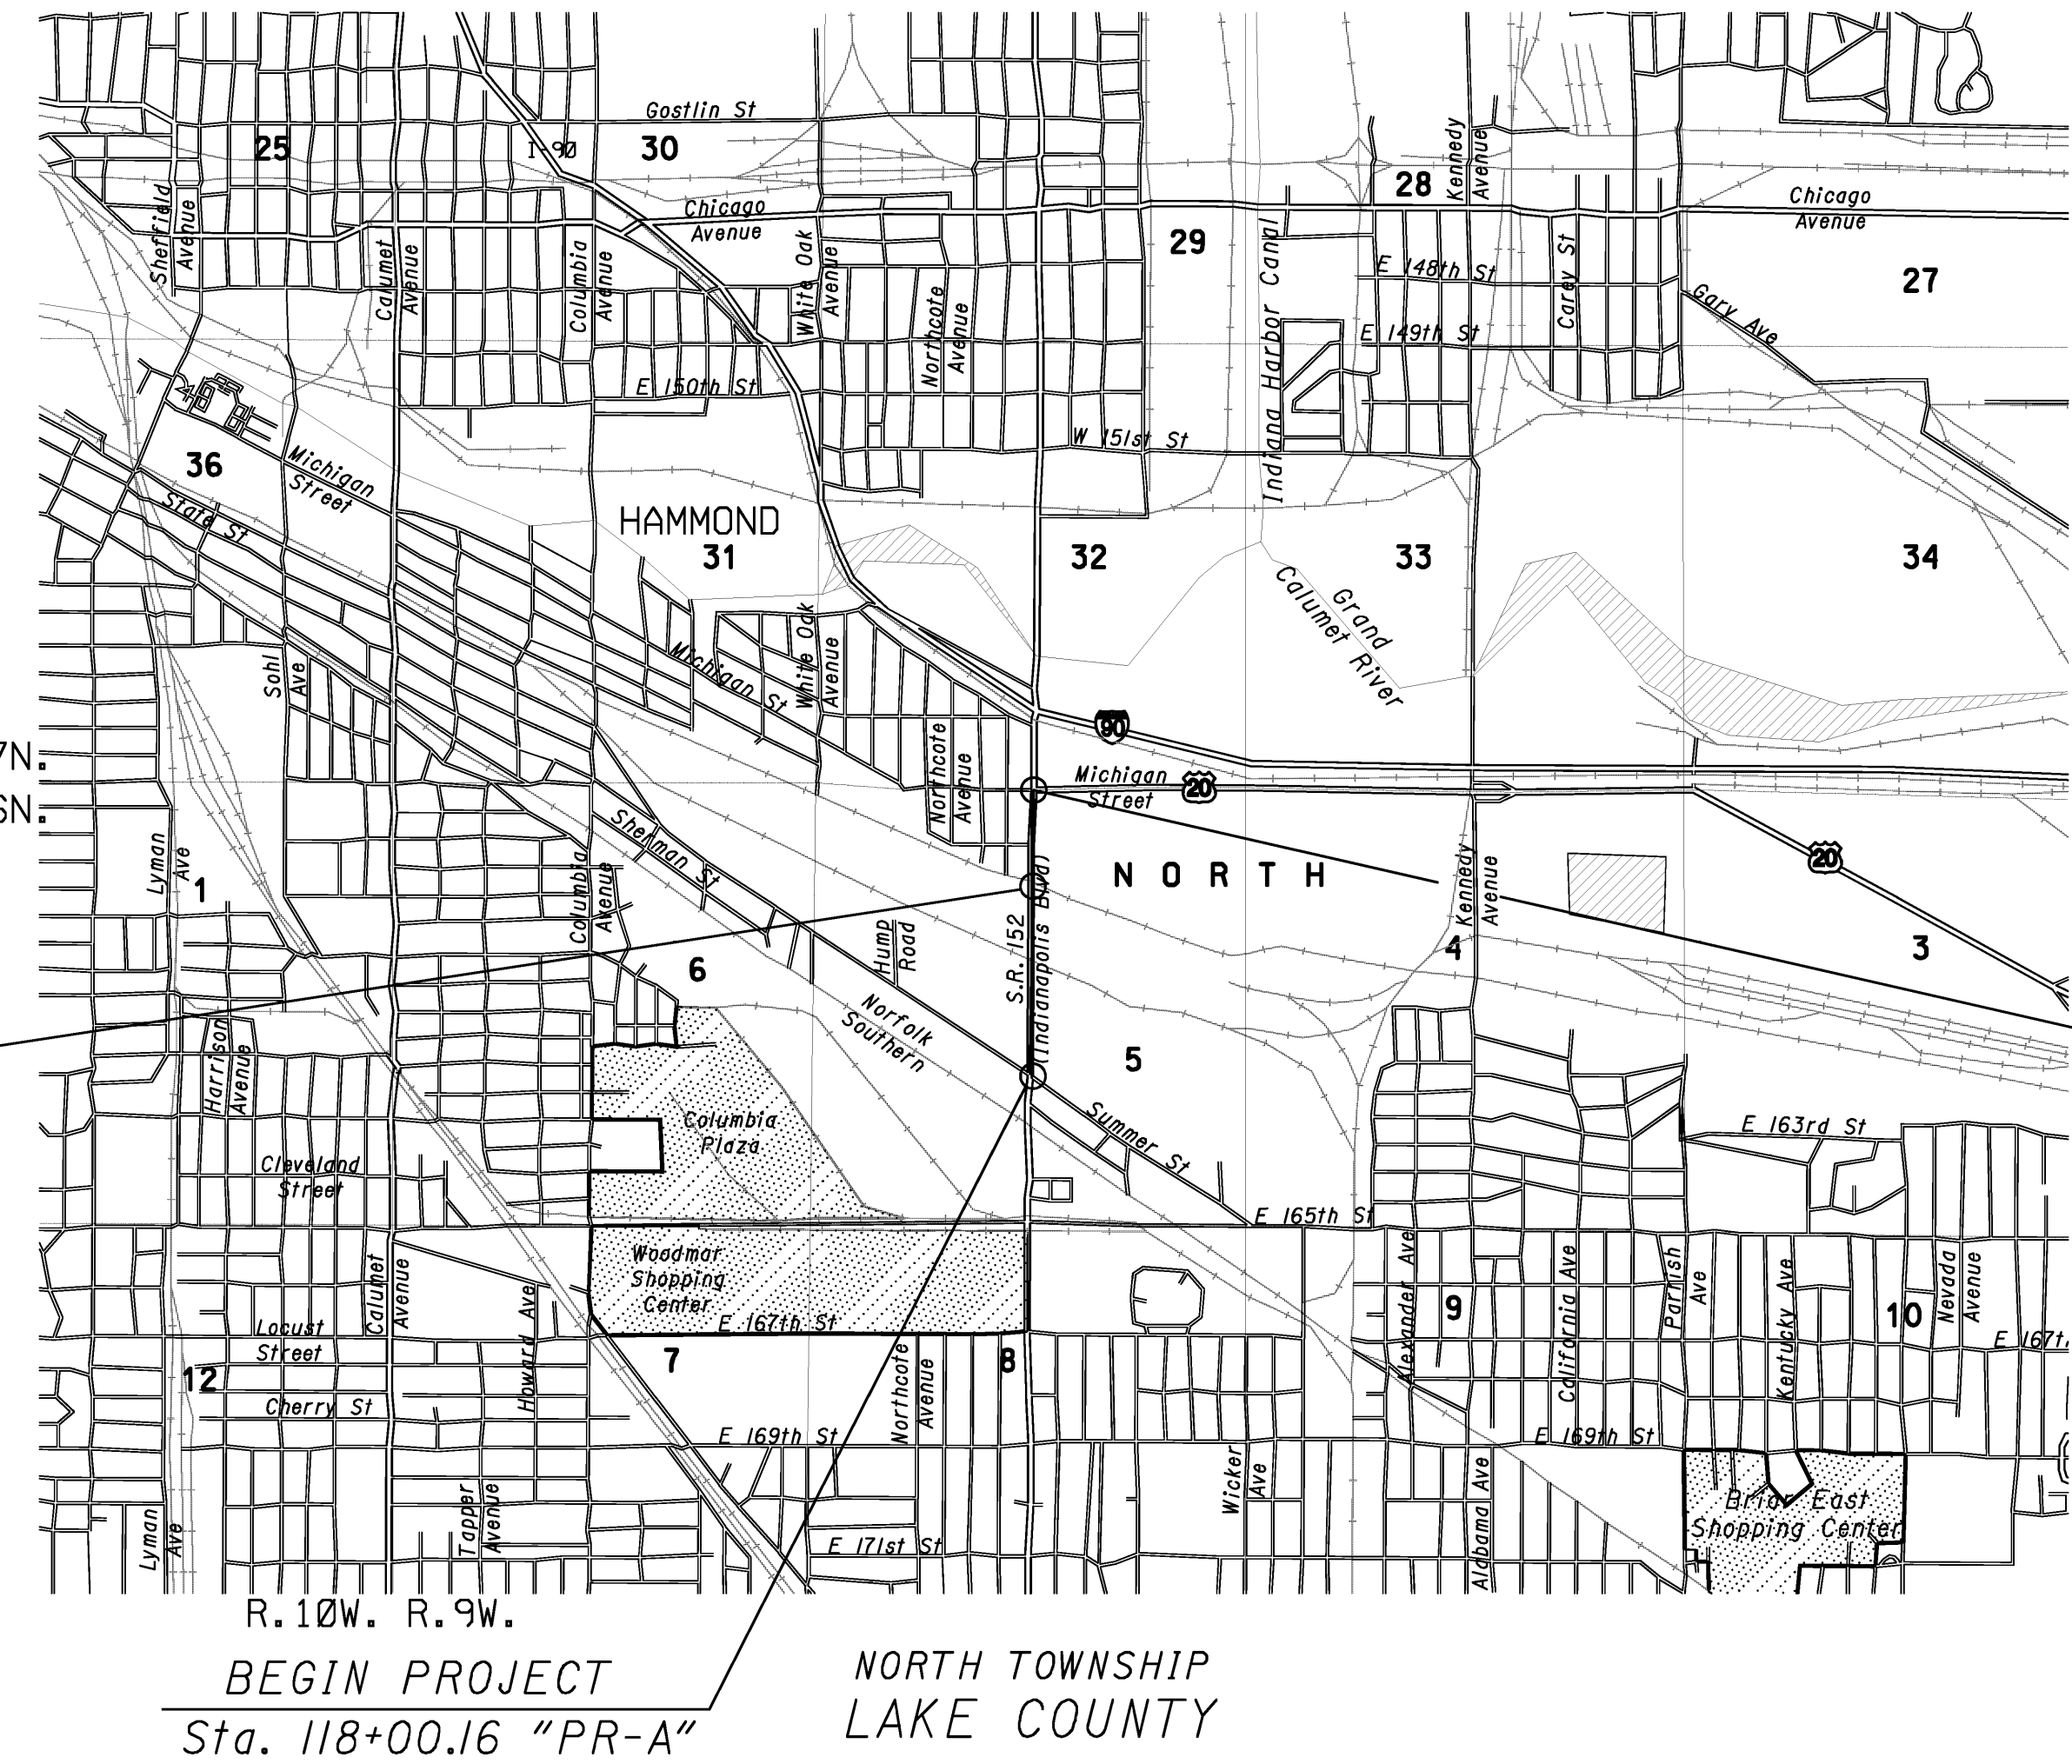 Gostlin St
25
I-90
30
Kennedy
Avenue
28
Sheffield
Avenue
Chicago
Avenue
Chicago
Avenue
29
Calumet
Avenue
Columbia
Avenue
White Oak
Avenue
Indiana Harbor Canal
E 148th St
Carey St
27
Northcote
Avenue
Gary Ave
E 149th St
E 150th St
W 151st St
36
Michigan
Street
State St
HAMMOND
31
32
33
34
Grand
Calumet River
Sohl
Ave
Michigan St
White Oak
Avenue
90
7N.
Northcote
Avenue
Michigan
Street
20
6N.
Sherman St
Lyman
Ave
1
Columbia
Avenue
NORTH
Kennedy
Avenue
20
S.R. 152
(Indianapolis Blvd)
Hump
Road
4
3
6
Norfolk
Southern
Harrison
Avenue
5
Columbia
Plaza
Summer St
E 163rd St
Cleveland
Street
E 165th St
Woodmar
Shopping
Center
Calumet
Avenue
Howard Ave
Alexander Ave
California Ave
Parrish
Ave
Kentucky Ave
Nevada
Avenue
9
10
E 167th St
Locust
Street
E 167th
12
7
8
Northcote
Avenue
Cherry St
E 169th St
E 169th St
Wicker
Ave
Tapper
Avenue
Lyman
Ave
Alabama Ave
Briar East
Shopping Center
E 171st St
R.10W. R.9W.
BEGIN PROJECT
Sta. 118+00.16 "PR-A"
NORTH TOWNSHIP
LAKE COUNTY